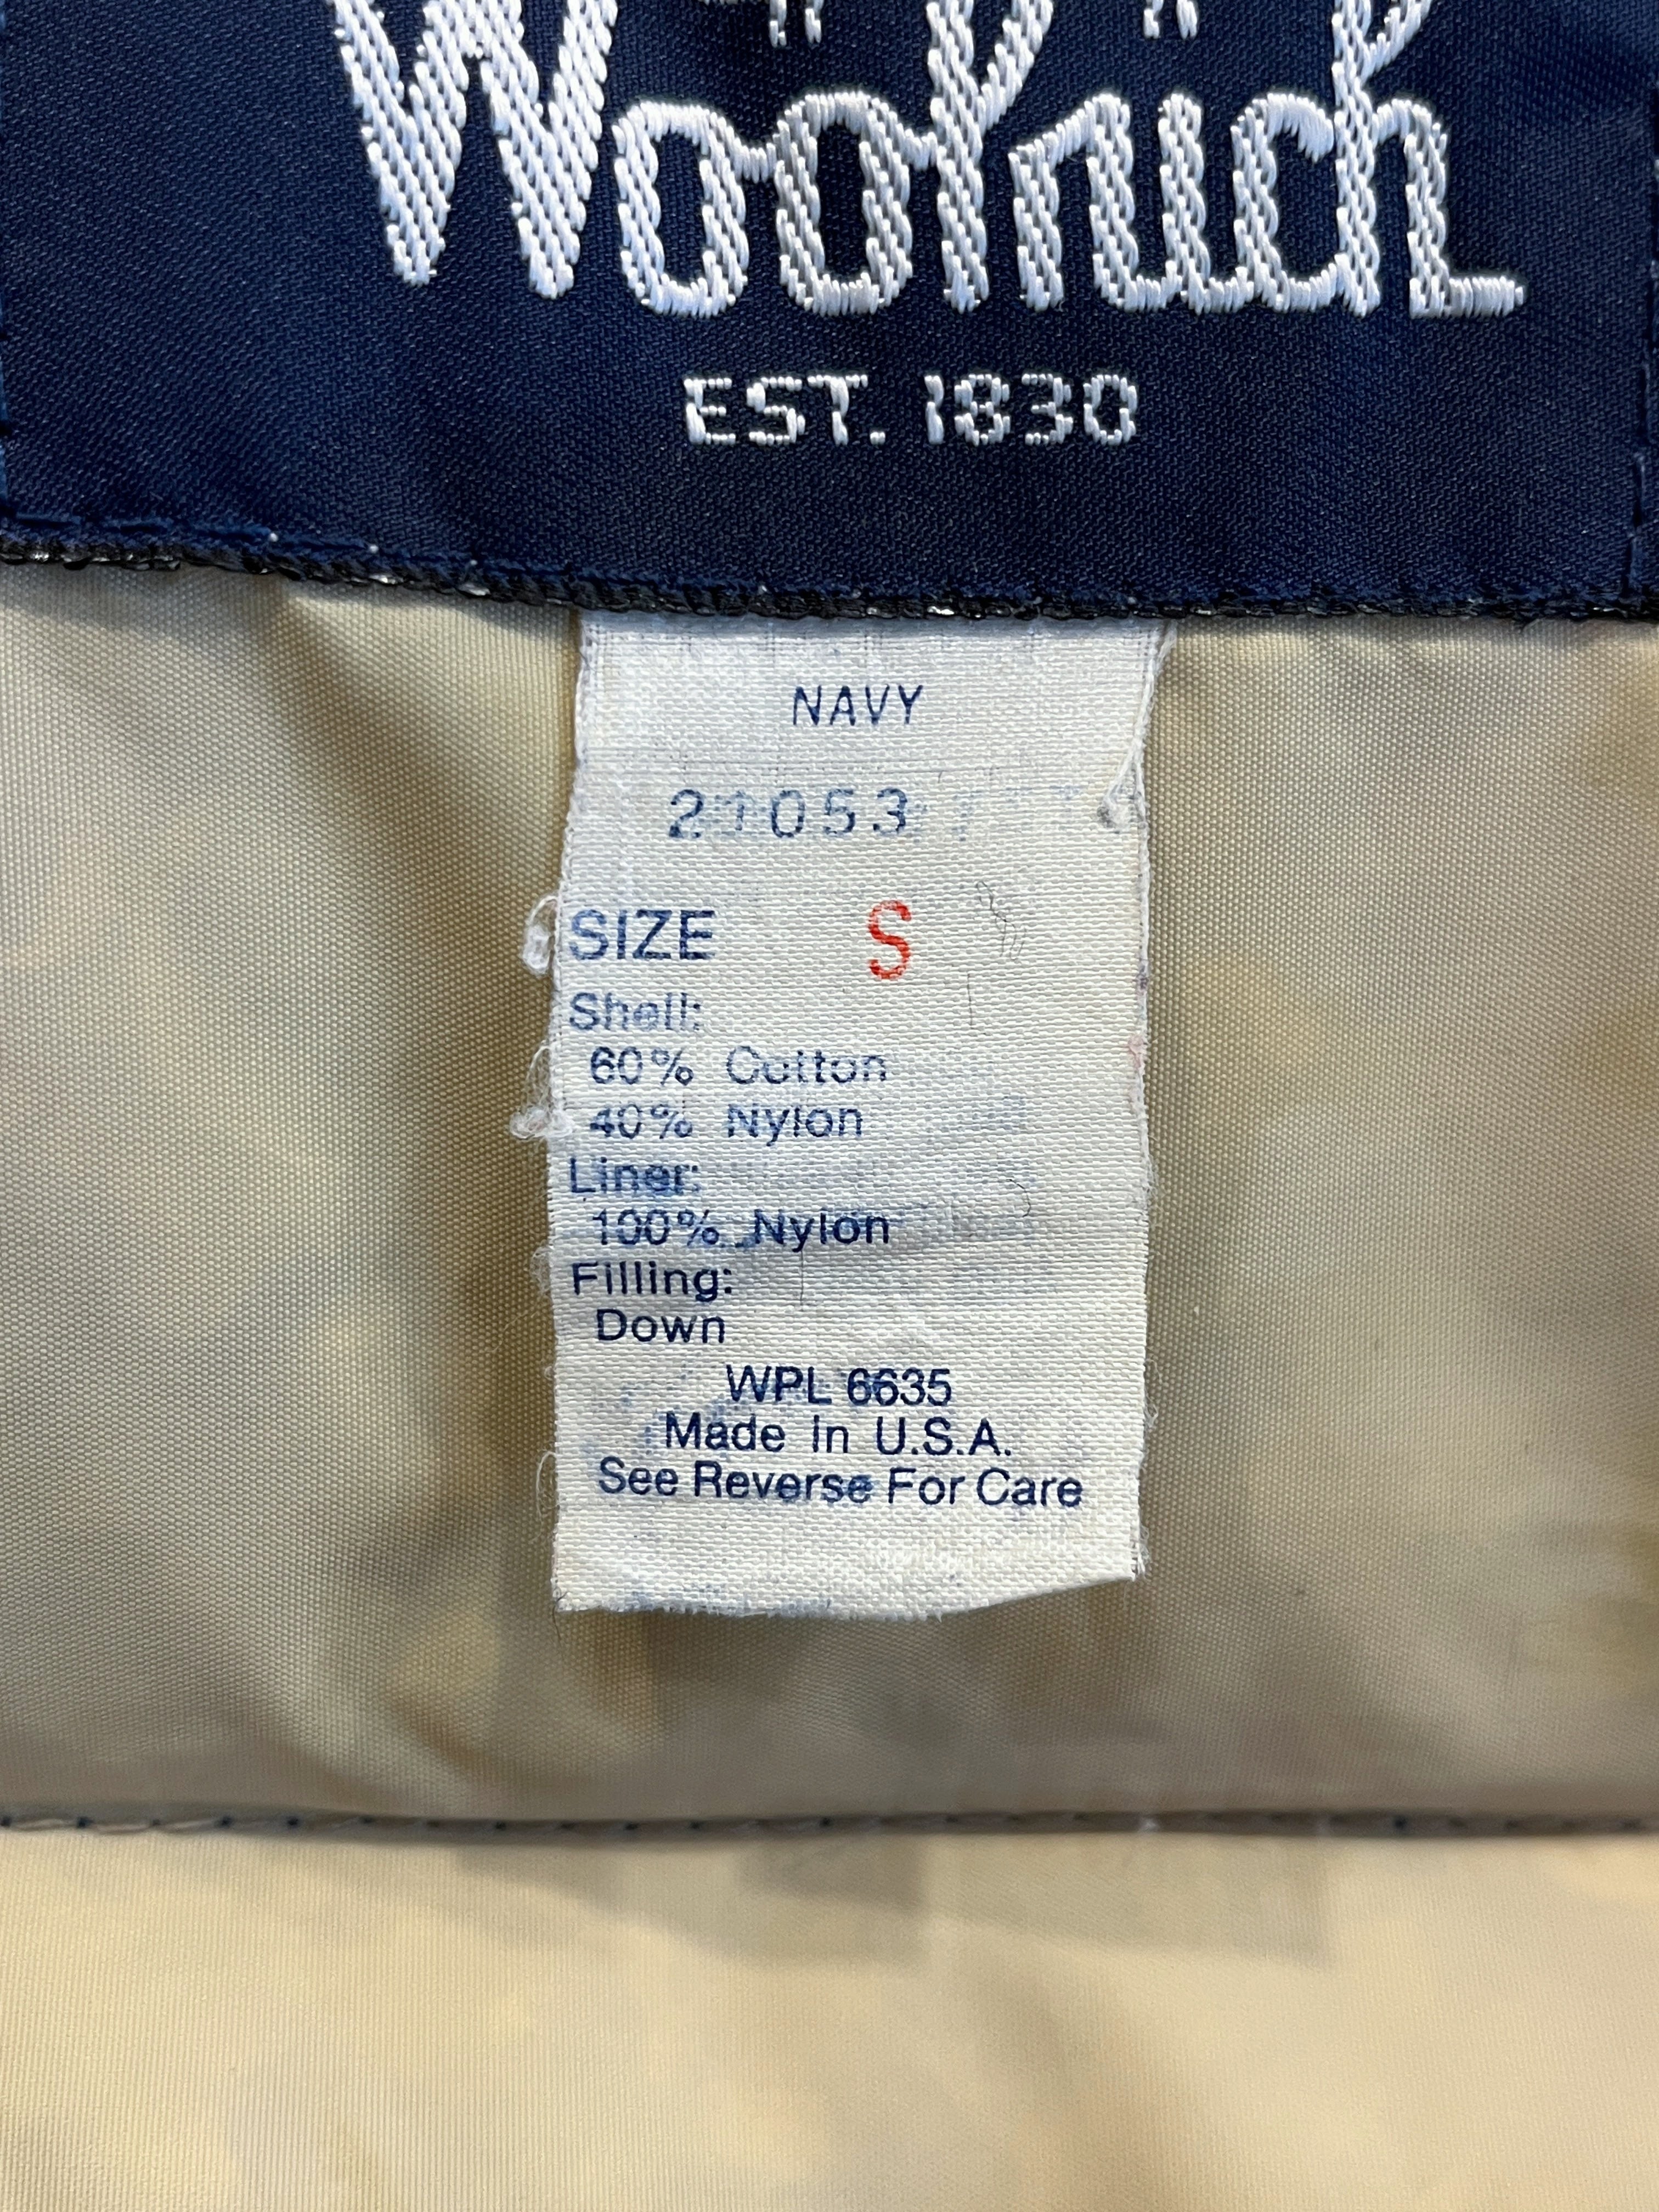 Woolrich
EST. 1830
NAVY
21053
SIZE S
Shell:
60% Cotton
40% Nylon
Liner:
100% Nylon
Filling:
Down
WPL 6635
Made In U.S.A.
See Reverse For Care